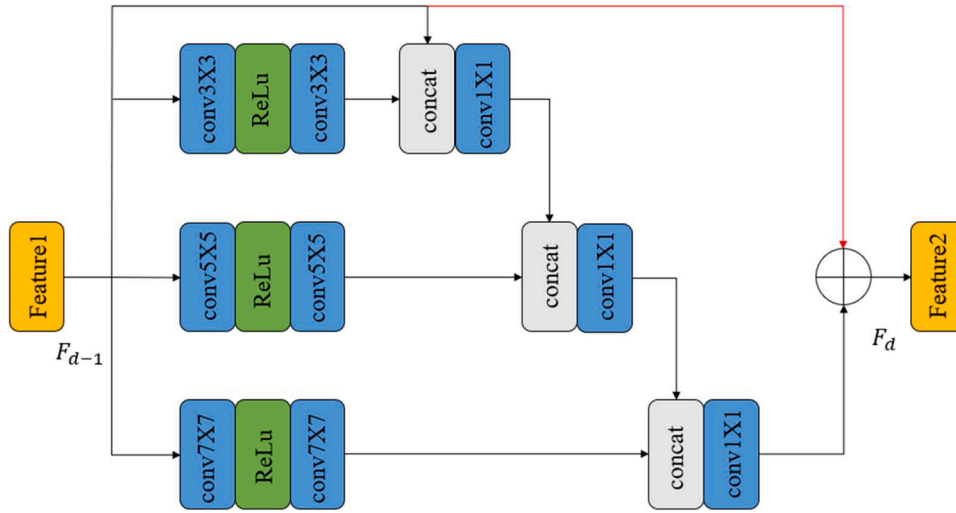 conv3X3
ReLu
conv3X3
concat
conv1X1
Feature1
conv5X5
ReLu
conv5X5
concat
conv1X1
Feature2
F_{d-1}
F_d
conv7X7
ReLu
conv7X7
concat
conv1X1